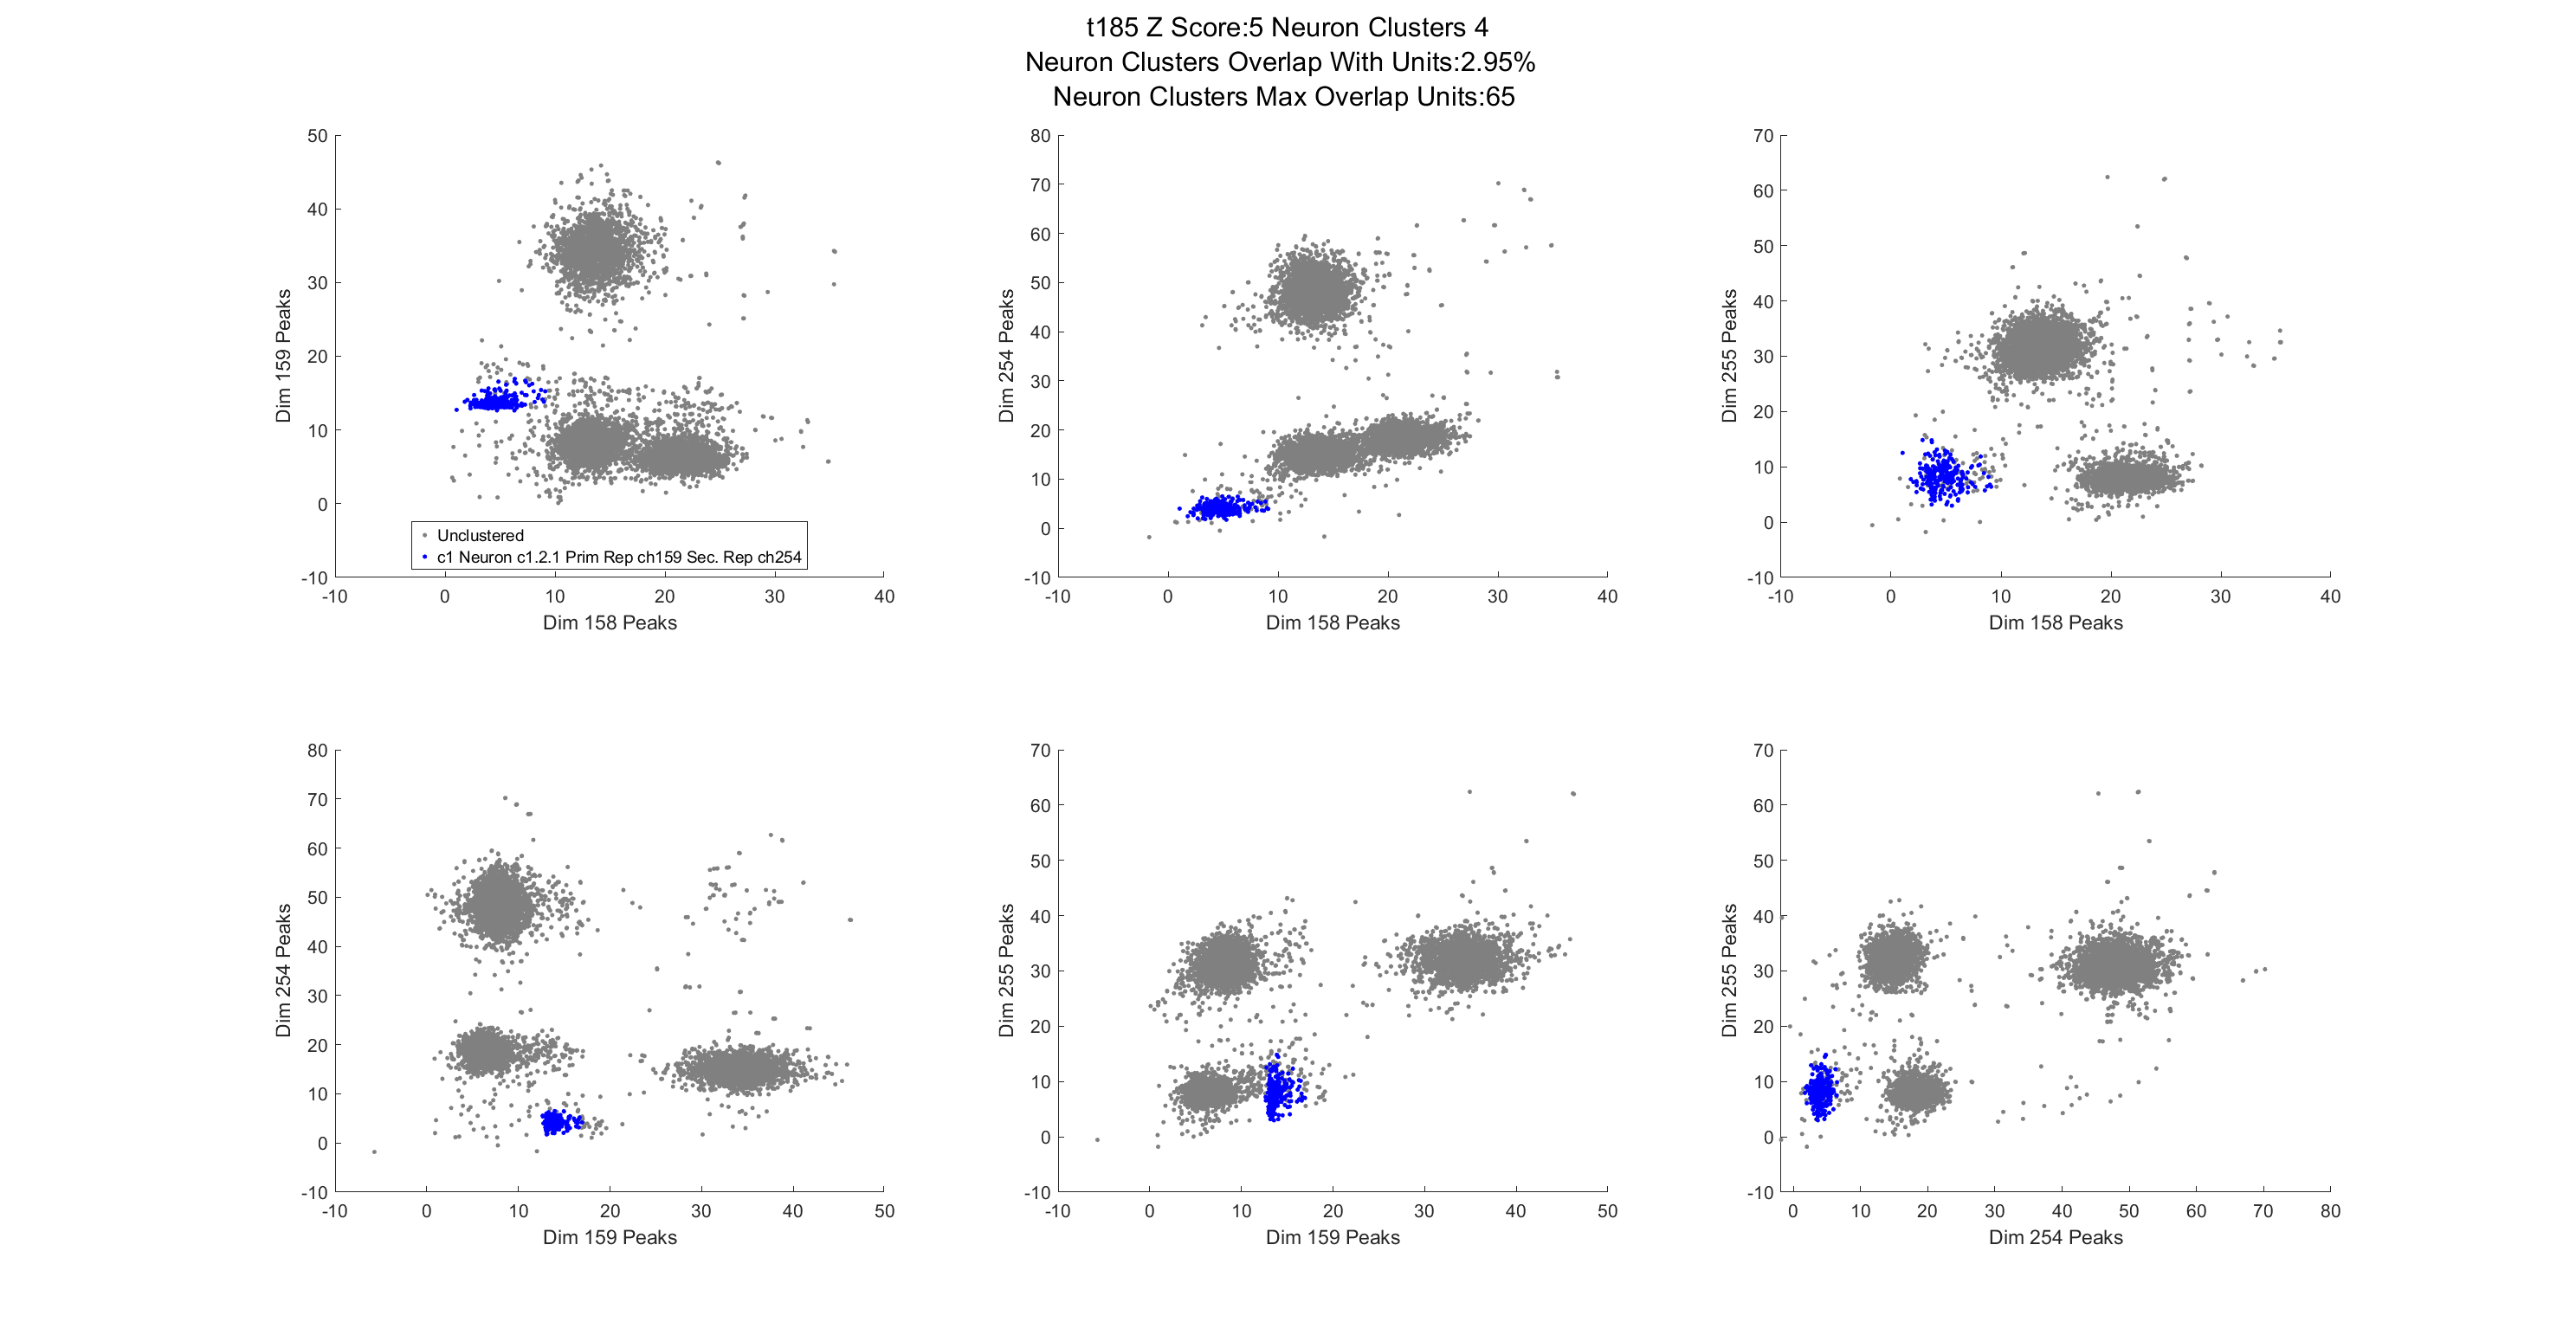 t185 Z Score:5 Neuron Clusters 4
Neuron Clusters Overlap With Units:2.95%
Neuron Clusters Max Overlap Units:65
50
40
30
20
10
0
-10
Dim 159 Peaks
Unclustered
c1 Neuron c1.2.1 Prim Rep ch159 Sec. Rep ch254
-10 0 10 20 30 40
Dim 158 Peaks
80
70
60
50
40
30
20
10
0
-10
Dim 254 Peaks
-10 0 10 20 30 40
Dim 158 Peaks
70
60
50
40
30
20
10
0
-10
Dim 255 Peaks
-10 0 10 20 30 40
Dim 158 Peaks
80
70
60
50
40
30
20
10
0
-10
Dim 254 Peaks
-10 0 10 20 30 40 50
Dim 159 Peaks
70
60
50
40
30
20
10
0
-10
Dim 255 Peaks
-10 0 10 20 30 40 50
Dim 159 Peaks
70
60
50
40
30
20
10
0
-10
Dim 255 Peaks
0 10 20 30 40 50 60 70 80
Dim 254 Peaks